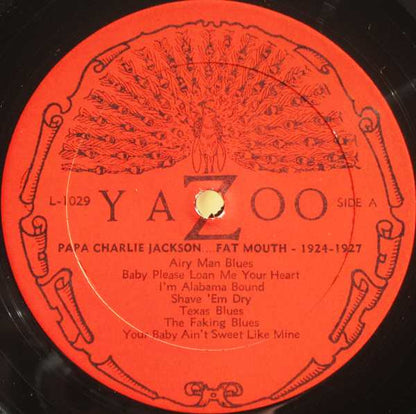 L-1029 YAZOO SIDE A
PAPA CHARLIE JACKSON... FAT MOUTH - 1924-1927
Airy Man Blues
Baby Please Loan Me Your Heart
I'm Alabama Bound
Shave 'Em Dry
Texas Blues
The Faking Blues
Your Baby Ain't Sweet Like Mine